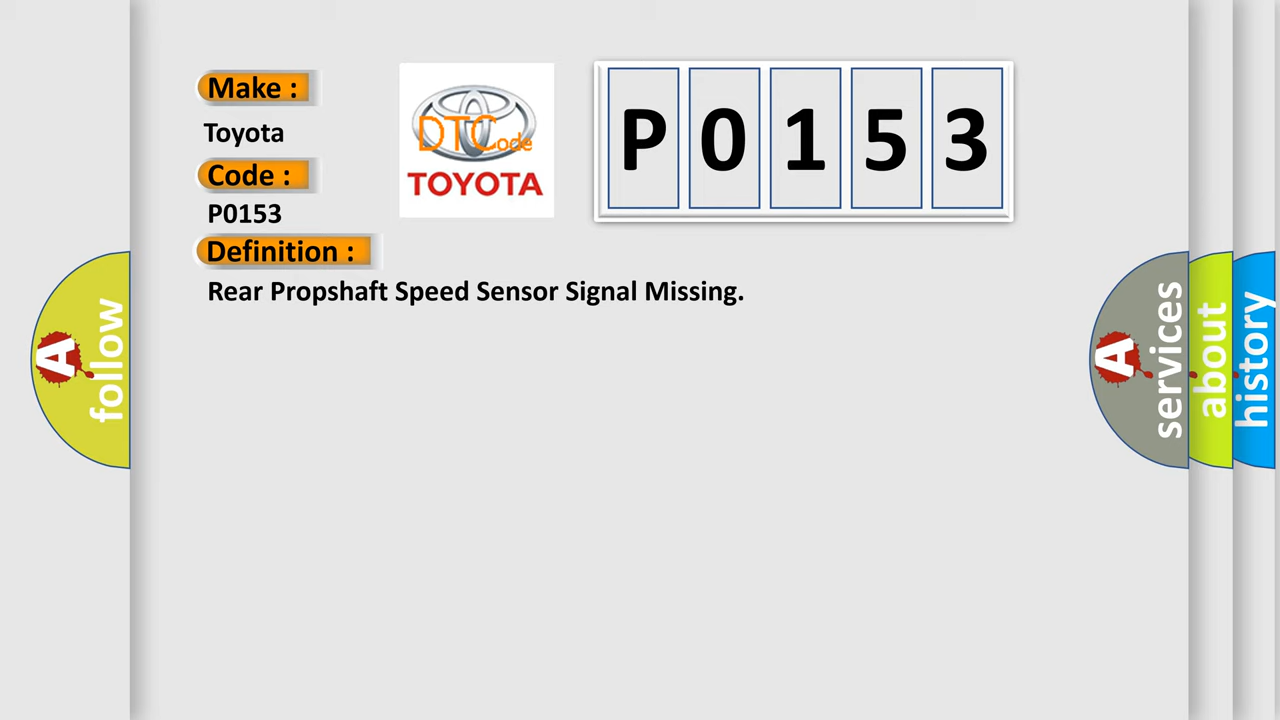 Make :
Toyota
Code :
P0153
Definition :
Rear Propshaft Speed Sensor Signal Missing.
DTCode
TOYOTA
P 0 1 5 3
A follow
A services
about
history